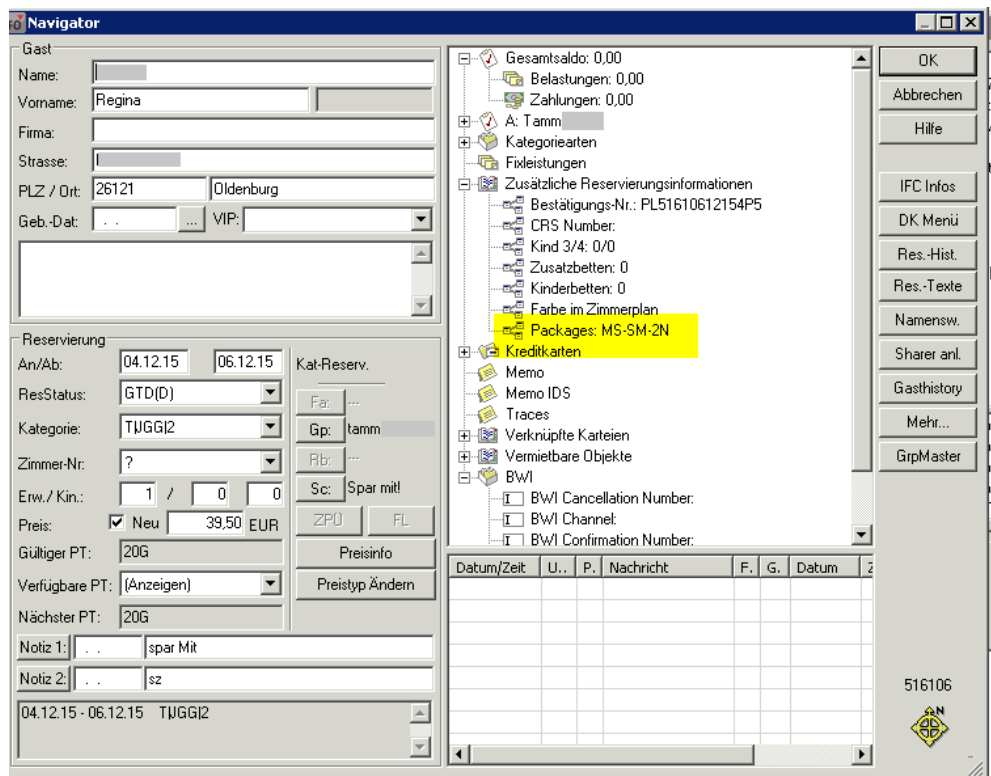 Navigator
Gast
Name:
Vorname: Regina
Firma:
Strasse:
PLZ / Ort: 26121 Oldenburg
Geb.-Dat: . . ... VIP:
Reservierung
An/Ab: 04.12.15 06.12.15 Kat-Reserv.
ResStatus: GTD(D)
Fa: ---
Kategorie: TUGG|2 Gp: tamm
Zimmer-Nr: ? Rb: ---
Erw./ Kin.: 1 / 0 0 Sc: Spar mit!
Preis: Neu 39,50 EUR ZPÜ FL
Gültiger PT: 20G Preisinfo
Verfügbare PT: (Anzeigen) Preistyp Ändern
Nächster PT: 20G
Notiz 1: . . spar Mit
Notiz 2: . . sz
04.12.15 - 06.12.15 TUGG|2
Gesamtsaldo: 0,00
Belastungen: 0,00
Zahlungen: 0,00
A: Tamm
Kategoriearten
Fixleistungen
Zusätzliche Reservierungsinformationen
Bestätigungs-Nr.: PL51610612154P5
CRS Number:
Kind 3/4: 0/0
Zusatzbetten: 0
Kinderbetten: 0
Farbe im Zimmerplan
Packages: MS-SM-2N
Kreditkarten
Memo
Memo IDS
Traces
Verknüpfte Karteien
Vermietbare Objekte
BWI
BWI Cancellation Number:
BWI Channel:
BWI Confirmation Number:
Datum/Zeit U.. P. Nachricht F. G. Datum
OK
Abbrechen
Hilfe
IFC Infos
DK Menü
Res.-Hist.
Res.-Texte
Namensw.
Sharer anl.
Gasthistory
Mehr...
GrpMaster
516106
N